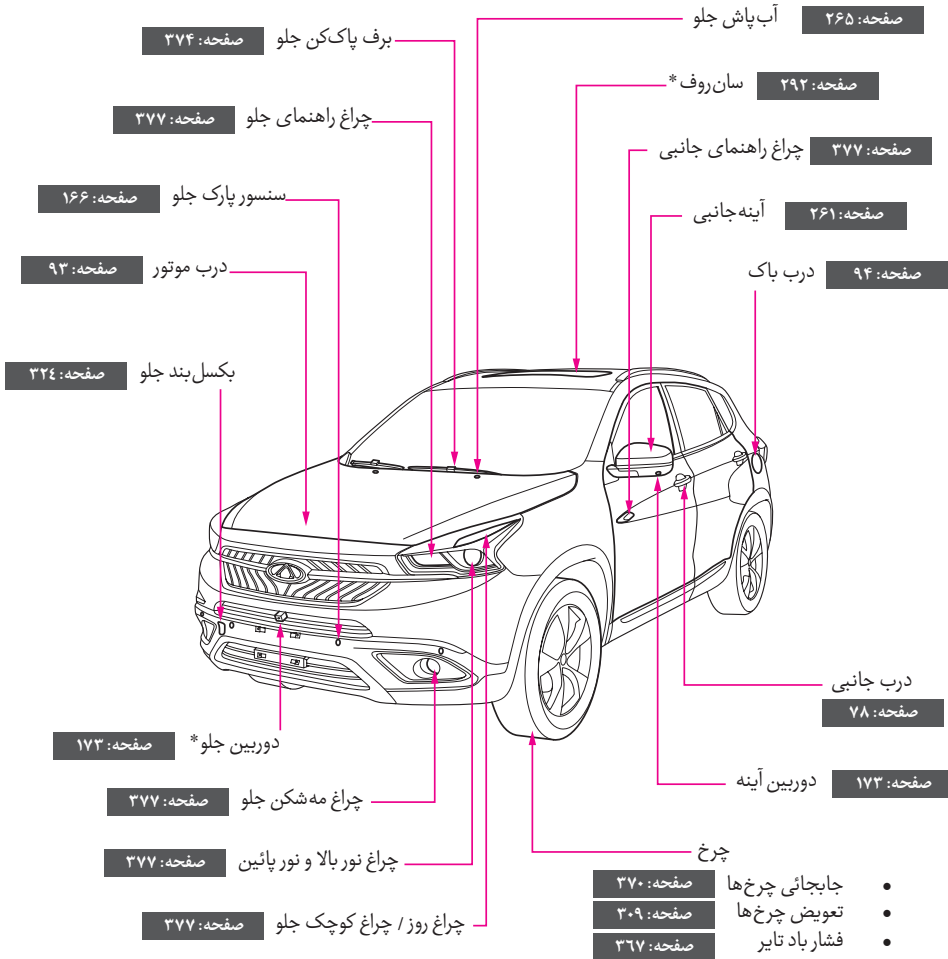 آب‌پاش جلو صفحه: ۲۶۵
برف پاک‌کن جلو صفحه: ۳۷۴
سان‌روف* صفحه: ۲۹۲
چراغ راهنمای جلو صفحه: ۳۷۷
چراغ راهنمای جانبی صفحه: ۳۷۷
سنسور پارک جلو صفحه: ۱۶۶
آینه‌جانبی صفحه: ۲۶۱
درب موتور صفحه: ۹۳
درب باک صفحه: ۹۴
بکسل‌بند جلو صفحه: ٣٢٤
درب جانبی
صفحه: ۷۸
دوربین جلو* صفحه: ۱۷۳
دوربین آینه صفحه: ۱۷۳
چراغ مه‌شکن جلو صفحه: ۳۷۷
چراغ نور بالا و نور پائین صفحه: ۳۷۷
چراغ روز / چراغ کوچک جلو صفحه: ۳۷۷
چرخ
• جابجائی چرخ‌ها صفحه: ۳۷۰
• تعویض چرخ‌ها صفحه: ۳۰۹
• فشار باد تایر صفحه: ٣٦٧